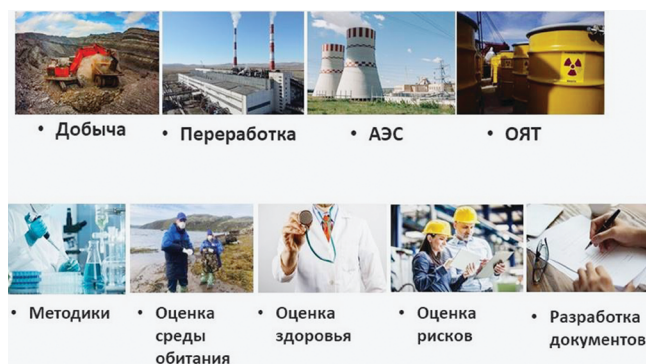 • Добыча
• Переработка
• АЭС
• ОЯТ
• Методики
• Оценка
среды
обитания
• Оценка
здоровья
• Оценка
рисков
• Разработка
документов